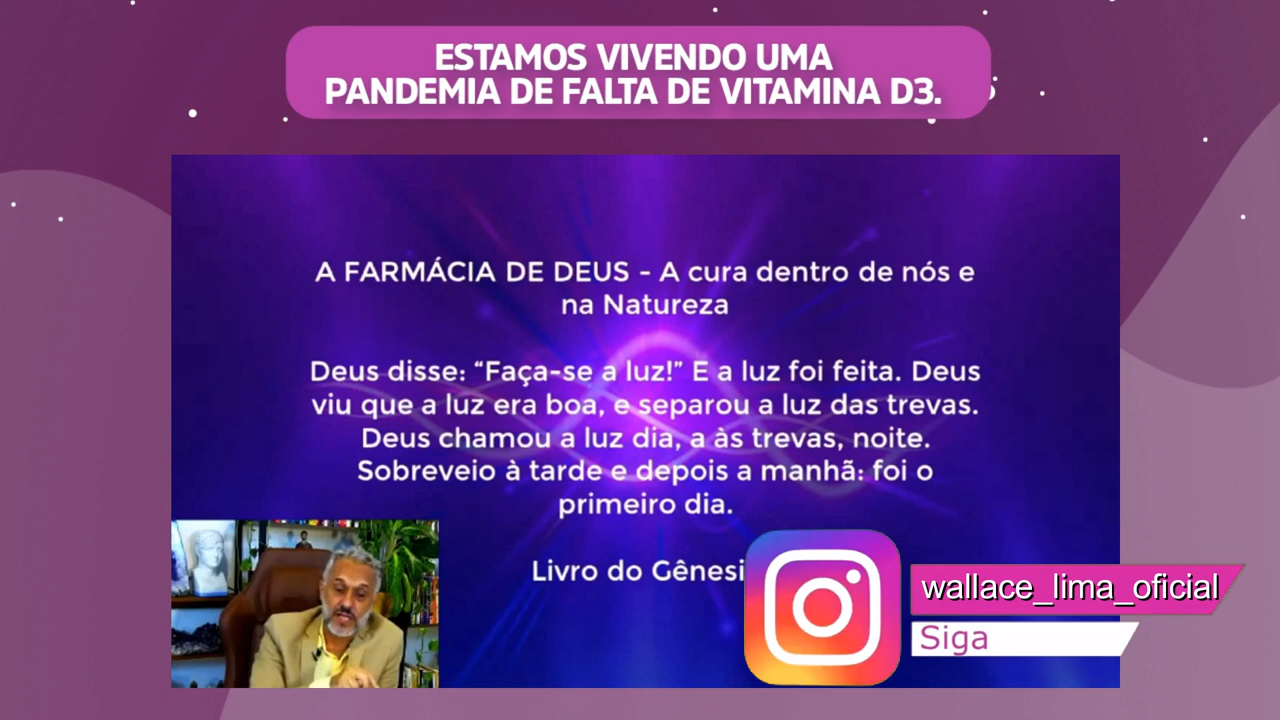 ESTAMOS VIVENDO UMA
PANDEMIA DE FALTA DE VITAMINA D3.
A FARMÁCIA DE DEUS - A cura dentro de nós e
na Natureza
Deus disse: “Faça-se a luz!” E a luz foi feita. Deus
viu que a luz era boa, e separou a luz das trevas.
Deus chamou a luz dia, a às trevas, noite.
Sobreveio à tarde e depois a manhã: foi o
primeiro dia.
Livro do Gênesi
wallace_lima_oficial
Siga